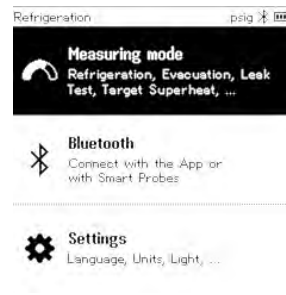 Refrigeration psig
Measuring mode
Refrigeration, Evacuation, Leak
Test, Target Superheat, ...
Bluetooth
Connect with the App or
with Smart Probes
Settings
Language, Units, Light, ...